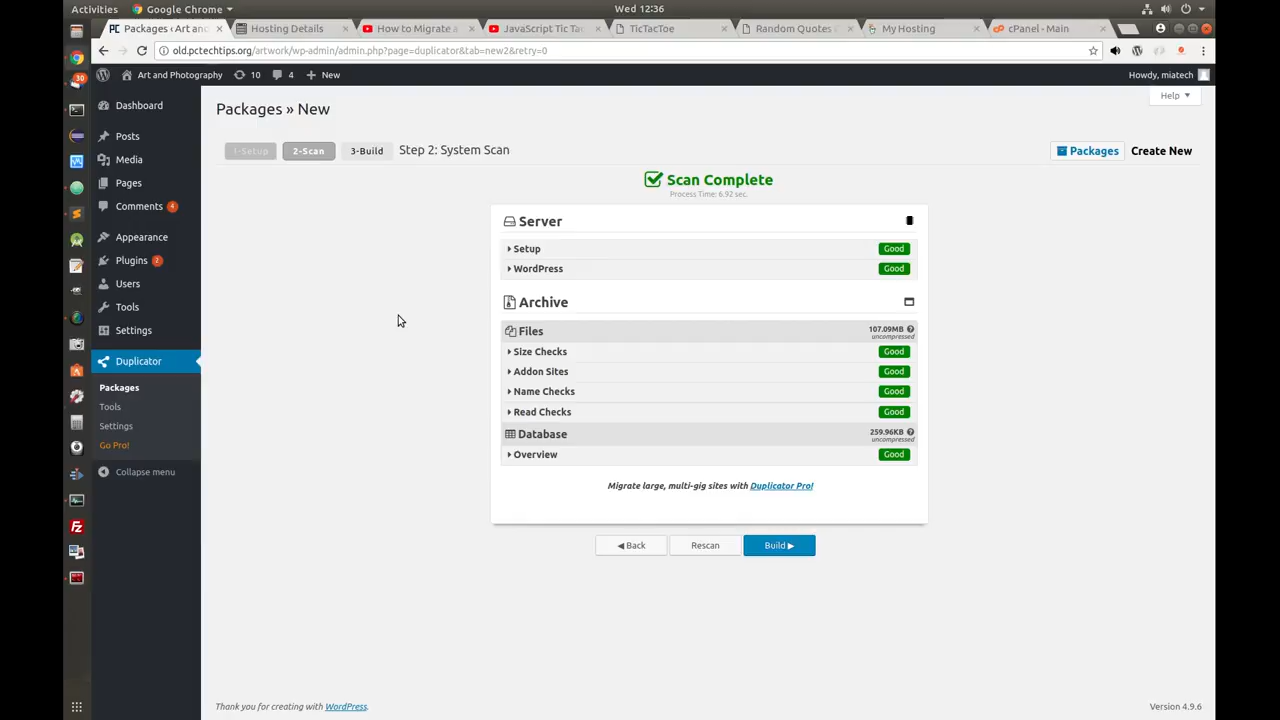 Activities
Google Chrome
Wed 12:36
Packages ‹ Art and
Hosting Details
How to Migrate a
JavaScript Tic Tac
TicTacToe
Random Quotes &
My Hosting
cPanel - Main
old.pctechtips.org/artwork/wp-admin/admin.php?page=duplicator&tab=new2&retry=0
Art and Photography
10
4
New
Howdy, miatech
30
Dashboard
Posts
Media
Pages
Comments 4
Appearance
Plugins 2
Users
Tools
Settings
Duplicator
Packages
Tools
Settings
Go Pro!
Collapse menu
Help
Packages » New
1-Setup
2-Scan
3-Build
Step 2: System Scan
Packages
Create New
Scan Complete
Process Time: 6.92 sec.
Server
Setup
Good
WordPress
Good
Archive
Files
107.09MB
uncompressed
Size Checks
Good
Addon Sites
Good
Name Checks
Good
Read Checks
Good
Database
259.96KB
uncompressed
Overview
Good
Migrate large, multi-gig sites with Duplicator Pro!
Back
Rescan
Build
Thank you for creating with WordPress.
Version 4.9.6